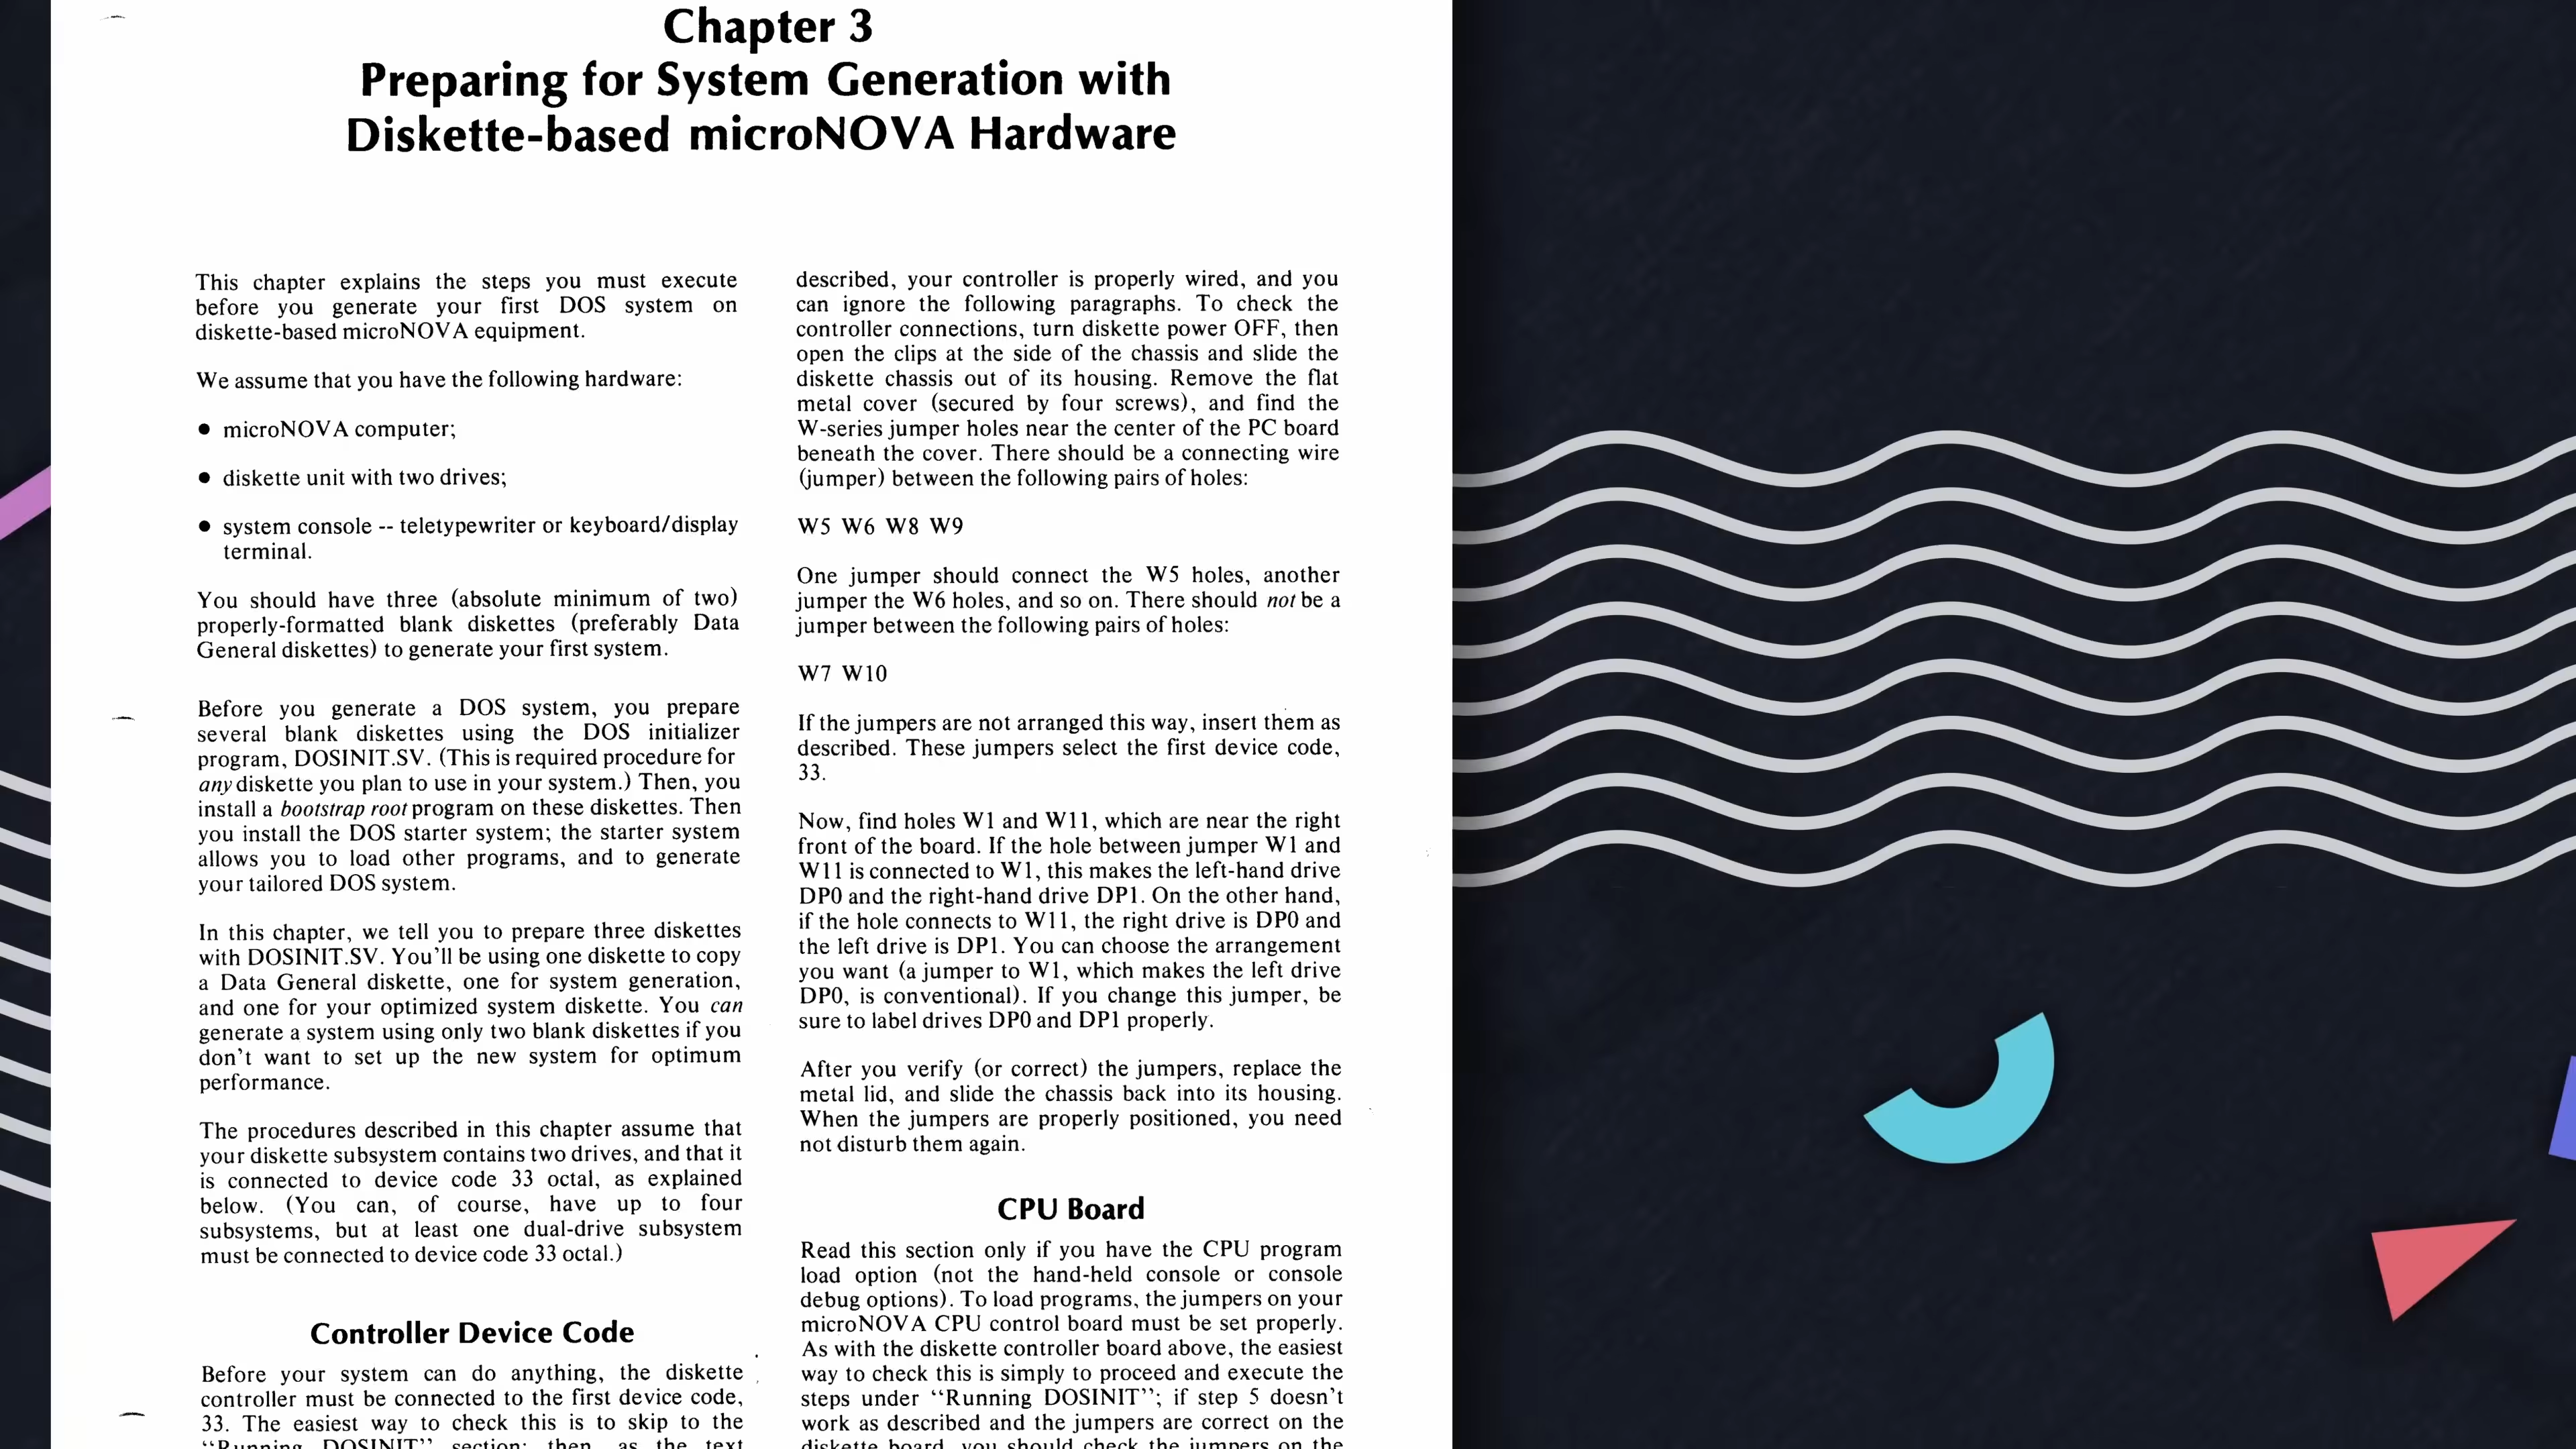 Chapter 3
Preparing for System Generation with
Diskette-based microNOVA Hardware
This chapter explains the steps you must execute
before you generate your first DOS system on
diskette-based microNOVA equipment.
We assume that you have the following hardware:
● microNOVA computer;
● diskette unit with two drives;
● system console -- teletypewriter or keyboard/display
terminal.
You should have three (absolute minimum of two)
properly-formatted blank diskettes (preferably Data
General diskettes) to generate your first system.
Before you generate a DOS system, you prepare
several blank diskettes using the DOS initializer
program, DOSINIT.SV. (This is required procedure for
any diskette you plan to use in your system.) Then, you
install a bootstrap root program on these diskettes. Then
you install the DOS starter system; the starter system
allows you to load other programs, and to generate
your tailored DOS system.
In this chapter, we tell you to prepare three diskettes
with DOSINIT.SV. You'll be using one diskette to copy
a Data General diskette, one for system generation,
and one for your optimized system diskette. You can
generate a system using only two blank diskettes if you
don't want to set up the new system for optimum
performance.
The procedures described in this chapter assume that
your diskette subsystem contains two drives, and that it
is connected to device code 33 octal, as explained
below. (You can, of course, have up to four
subsystems, but at least one dual-drive subsystem
must be connected to device code 33 octal.)
Controller Device Code
Before your system can do anything, the diskette
controller must be connected to the first device code,
33. The easiest way to check this is to skip to the
"Running DOSINIT" section; then, as the text
described, your controller is properly wired, and you
can ignore the following paragraphs. To check the
controller connections, turn diskette power OFF, then
open the clips at the side of the chassis and slide the
diskette chassis out of its housing. Remove the flat
metal cover (secured by four screws), and find the
W-series jumper holes near the center of the PC board
beneath the cover. There should be a connecting wire
(jumper) between the following pairs of holes:
W5 W6 W8 W9
One jumper should connect the W5 holes, another
jumper the W6 holes, and so on. There should not be a
jumper between the following pairs of holes:
W7 W10
If the jumpers are not arranged this way, insert them as
described. These jumpers select the first device code,
33.
Now, find holes W1 and W11, which are near the right
front of the board. If the hole between jumper W1 and
W11 is connected to W1, this makes the left-hand drive
DP0 and the right-hand drive DP1. On the other hand,
if the hole connects to W11, the right drive is DP0 and
the left drive is DP1. You can choose the arrangement
you want (a jumper to W1, which makes the left drive
DP0, is conventional). If you change this jumper, be
sure to label drives DP0 and DP1 properly.
After you verify (or correct) the jumpers, replace the
metal lid, and slide the chassis back into its housing.
When the jumpers are properly positioned, you need
not disturb them again.
CPU Board
Read this section only if you have the CPU program
load option (not the hand-held console or console
debug options). To load programs, the jumpers on your
microNOVA CPU control board must be set properly.
As with the diskette controller board above, the easiest
way to check this is simply to proceed and execute the
steps under "Running DOSINIT"; if step 5 doesn't
work as described and the jumpers are correct on the
diskette board, you should check the jumpers on the